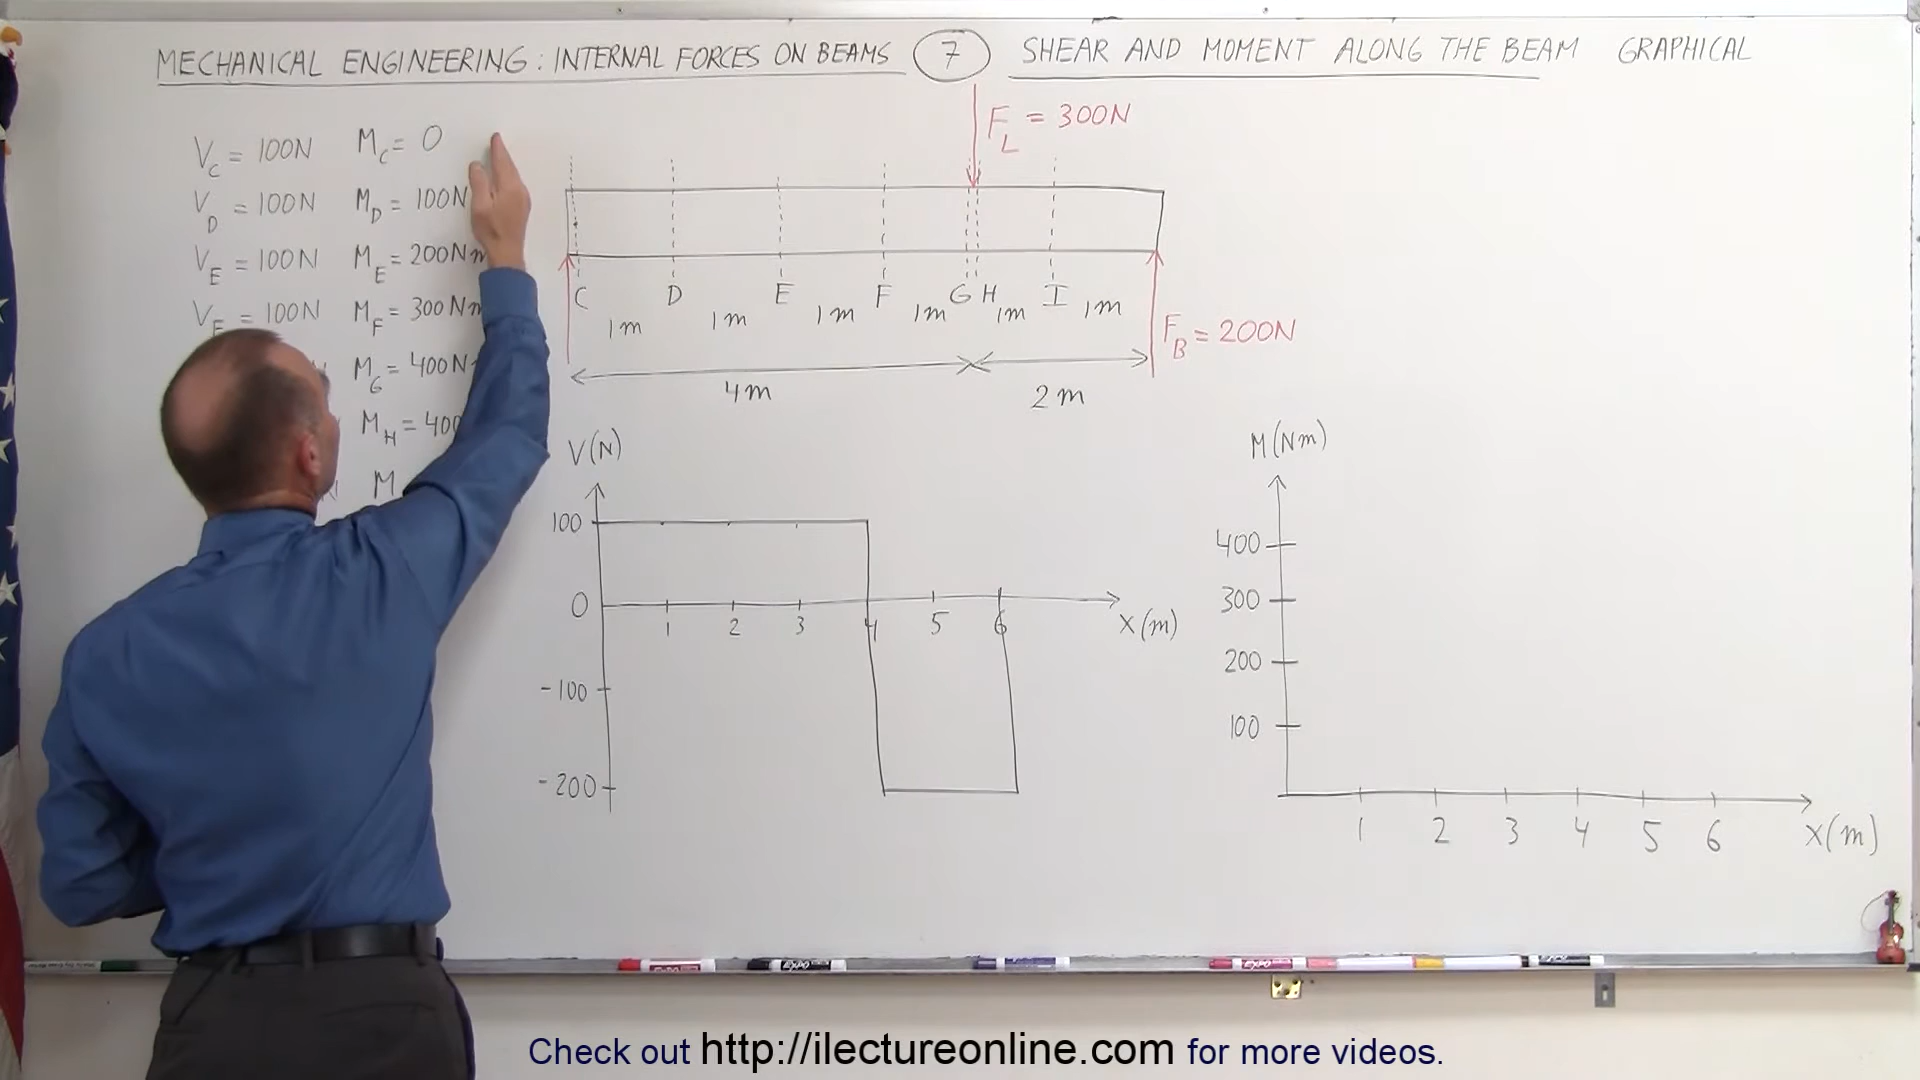 MECHANICAL ENGINEERING: INTERNAL FORCES ON BEAMS 7 SHEAR AND MOMENT ALONG THE BEAM GRAPHICAL
V_C = 100N M_C = 0
V_D = 100N M_D = 100N
V_E = 100N M_E = 200Nm
V_F = 100N M_F = 300Nm
M_G = 400N
M_H = 400
M
F_L = 300N
C D E F G H I
1m 1m 1m 1m 1m 1m
F_B = 200N
4m 2m
V(N)
100
0
1 2 3 4 5 6 X(m)
-100
-200
M(Nm)
400
300
200
100
1 2 3 4 5 6 X(m)
Check out http://ilectureonline.com for more videos.